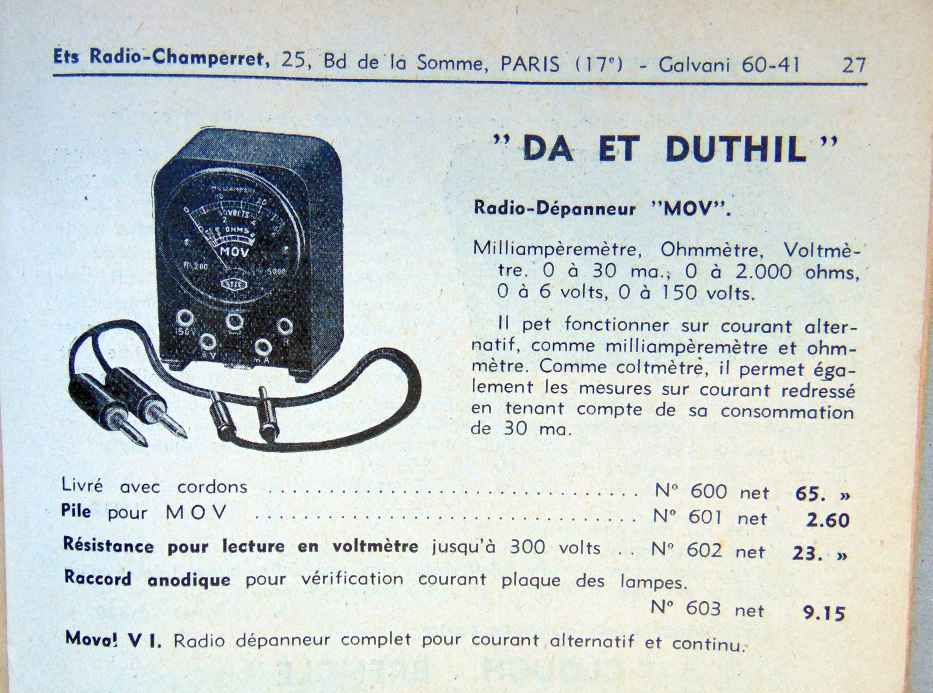 Ets Radio-Champerret, 25, Bd de la Somme, PARIS (17e) - Galvani 60-41 27
" DA ET DUTHIL "
Radio-Dépanneur "MOV".
Milliampèremètre, Ohmmètre, Voltmè-
tre. 0 à 30 ma.; 0 à 2.000 ohms,
0 à 6 volts, 0 à 150 volts.
Il pet fonctionner sur courant alter-
natif, comme milliampèremètre et ohm-
mètre. Comme coltmètre, il permet éga-
lement les mesures sur courant redressé
en tenant compte de sa consommation
de 30 ma.
VOLTS
OHMS
MOV
150V
V
mA
Livré avec cordons ................................ N° 600 net 65. »
Pile pour M O V ................................ N° 601 net 2.60
Résistance pour lecture en voltmètre jusqu'à 300 volts .. N° 602 net 23. »
Raccord anodique pour vérification courant plaque des lampes.
N° 603 net 9.15
Mova! V I. Radio dépanneur complet pour courant alternatif et continu.